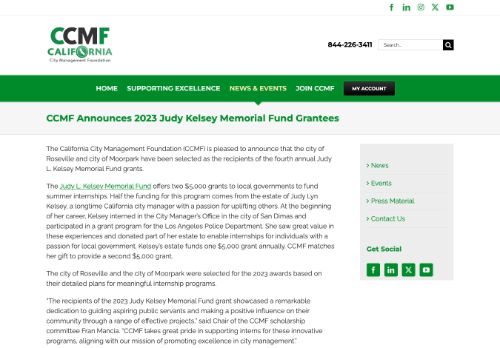 CCMF
CALIFORNIA
City Management Foundation
844-226-3411
Search...
HOME SUPPORTING EXCELLENCE NEWS & EVENTS JOIN CCMF MY ACCOUNT
CCMF Announces 2023 Judy Kelsey Memorial Fund Grantees
The California City Management Foundation (CCMF) is pleased to announce that the city of
Roseville and city of Moorpark have been selected as the recipients of the fourth annual Judy
L. Kelsey Memorial Fund grants.
The Judy L. Kelsey Memorial Fund offers two $5,000 grants to local governments to fund
summer internships. Half the funding for this program comes from the estate of Judy Lyn
Kelsey, a longtime California city manager with a passion for uplifting others. At the beginning
of her career, Kelsey interned in the City Manager's Office in the city of San Dimas and
participated in a grant program for the Los Angeles Police Department. She saw great value in
these experiences and donated part of her estate to enable internships for individuals with a
passion for local government. Kelsey's estate funds one $5,000 grant annually. CCMF matches
her gift to provide a second $5,000 grant.
The city of Roseville and the city of Moorpark were selected for the 2023 awards based on
their detailed plans for meaningful internship programs.
"The recipients of the 2023 Judy Kelsey Memorial Fund grant showcased a remarkable
dedication to guiding aspiring public servants and making a positive influence on their
community through a range of effective projects," said Chair of the CCMF scholarship
committee Fran Mancia. "CCMF takes great pride in supporting interns for these innovative
programs, aligning with our mission of promoting excellence in city management."
> News
> Events
> Press Material
> Contact Us
Get Social